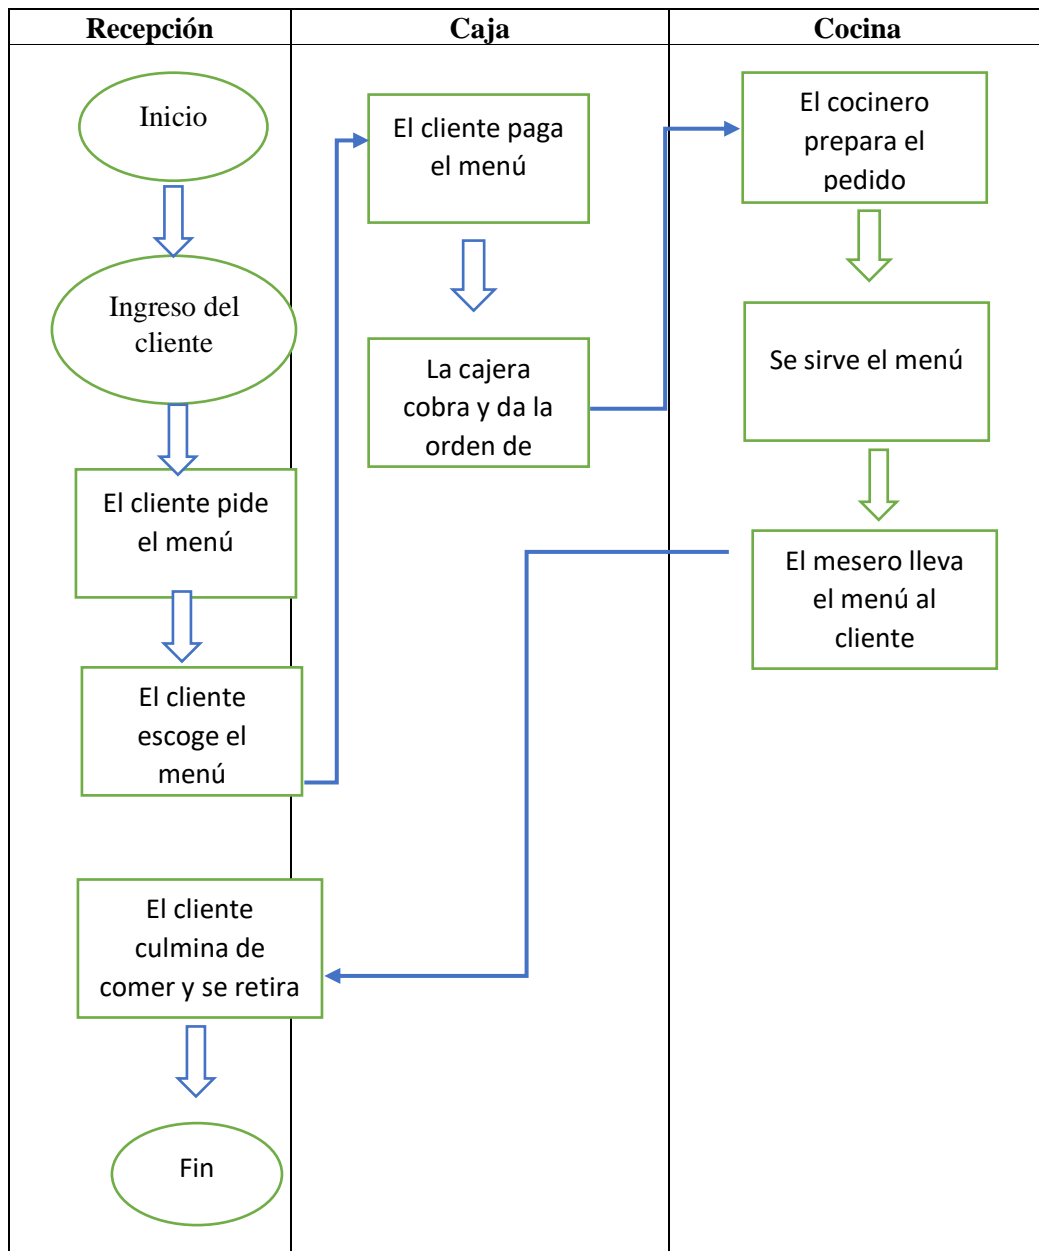 Recepción
Caja
Cocina
Inicio
Ingreso del
cliente
El cliente pide
el menú
El cliente
escoge el
menú
El cliente paga
el menú
La cajera
cobra y da la
orden de
El cocinero
prepara el
pedido
Se sirve el menú
El mesero lleva
el menú al
cliente
El cliente
culmina de
comer y se retira
Fin